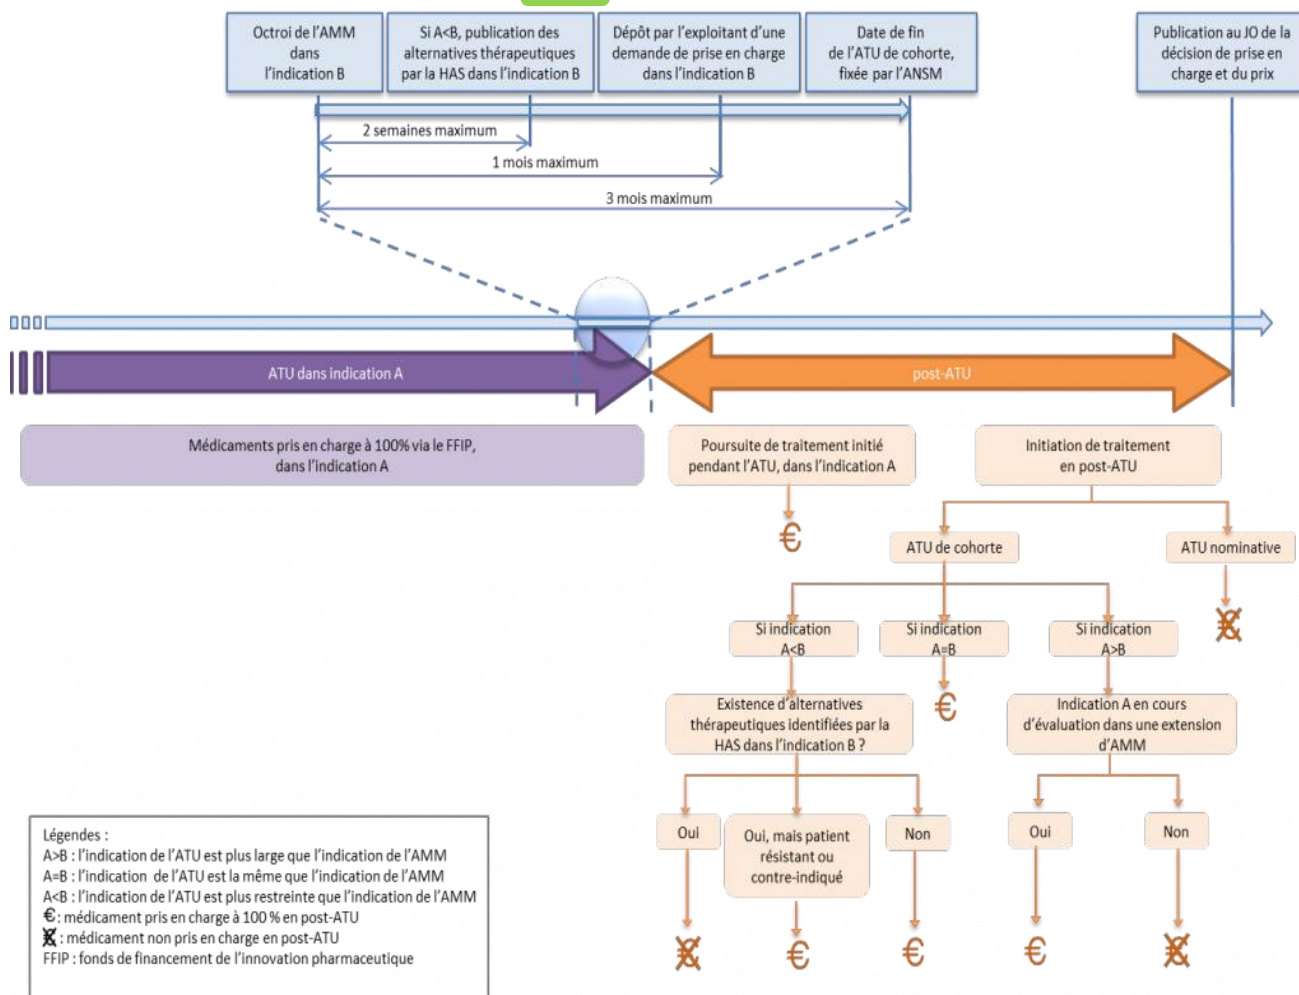 Octroi de l'AMM
dans
l'indication B
Si A<B, publication des
alternatives thérapeutiques
par la HAS dans l'indication B
Dépôt par l'exploitant d'une
demande de prise en charge
dans l'indication B
Date de fin
de l'ATU de cohorte,
fixée par l'ANSM
Publication au JO de la
décision de prise en
charge et du prix
2 semaines maximum
1 mois maximum
3 mois maximum
ATU dans indication A
post-ATU
Médicaments pris en charge à 100% via le FFIP,
dans l'indication A
Poursuite de traitement initié
pendant l'ATU, dans l'indication A
Initiation de traitement
en post-ATU
€
ATU de cohorte
ATU nominative
€
Si indication
A<B
Si indication
A=B
Si indication
A>B
€
Existence d'alternatives
thérapeutiques identifiées par la
HAS dans l'indication B ?
Indication A en cours
d'évaluation dans une extension
d'AMM
Oui
Oui, mais patient
résistant ou
contre-indiqué
Non
Oui
Non
€ € € € €
Légendes :
A>B : l'indication de l'ATU est plus large que l'indication de l'AMM
A=B : l'indication de l'ATU est la même que l'indication de l'AMM
A<B : l'indication de l'ATU est plus restreinte que l'indication de l'AMM
€ : médicament pris en charge à 100 % en post-ATU
€ : médicament non pris en charge en post-ATU
FFIP : fonds de financement de l'innovation pharmaceutique